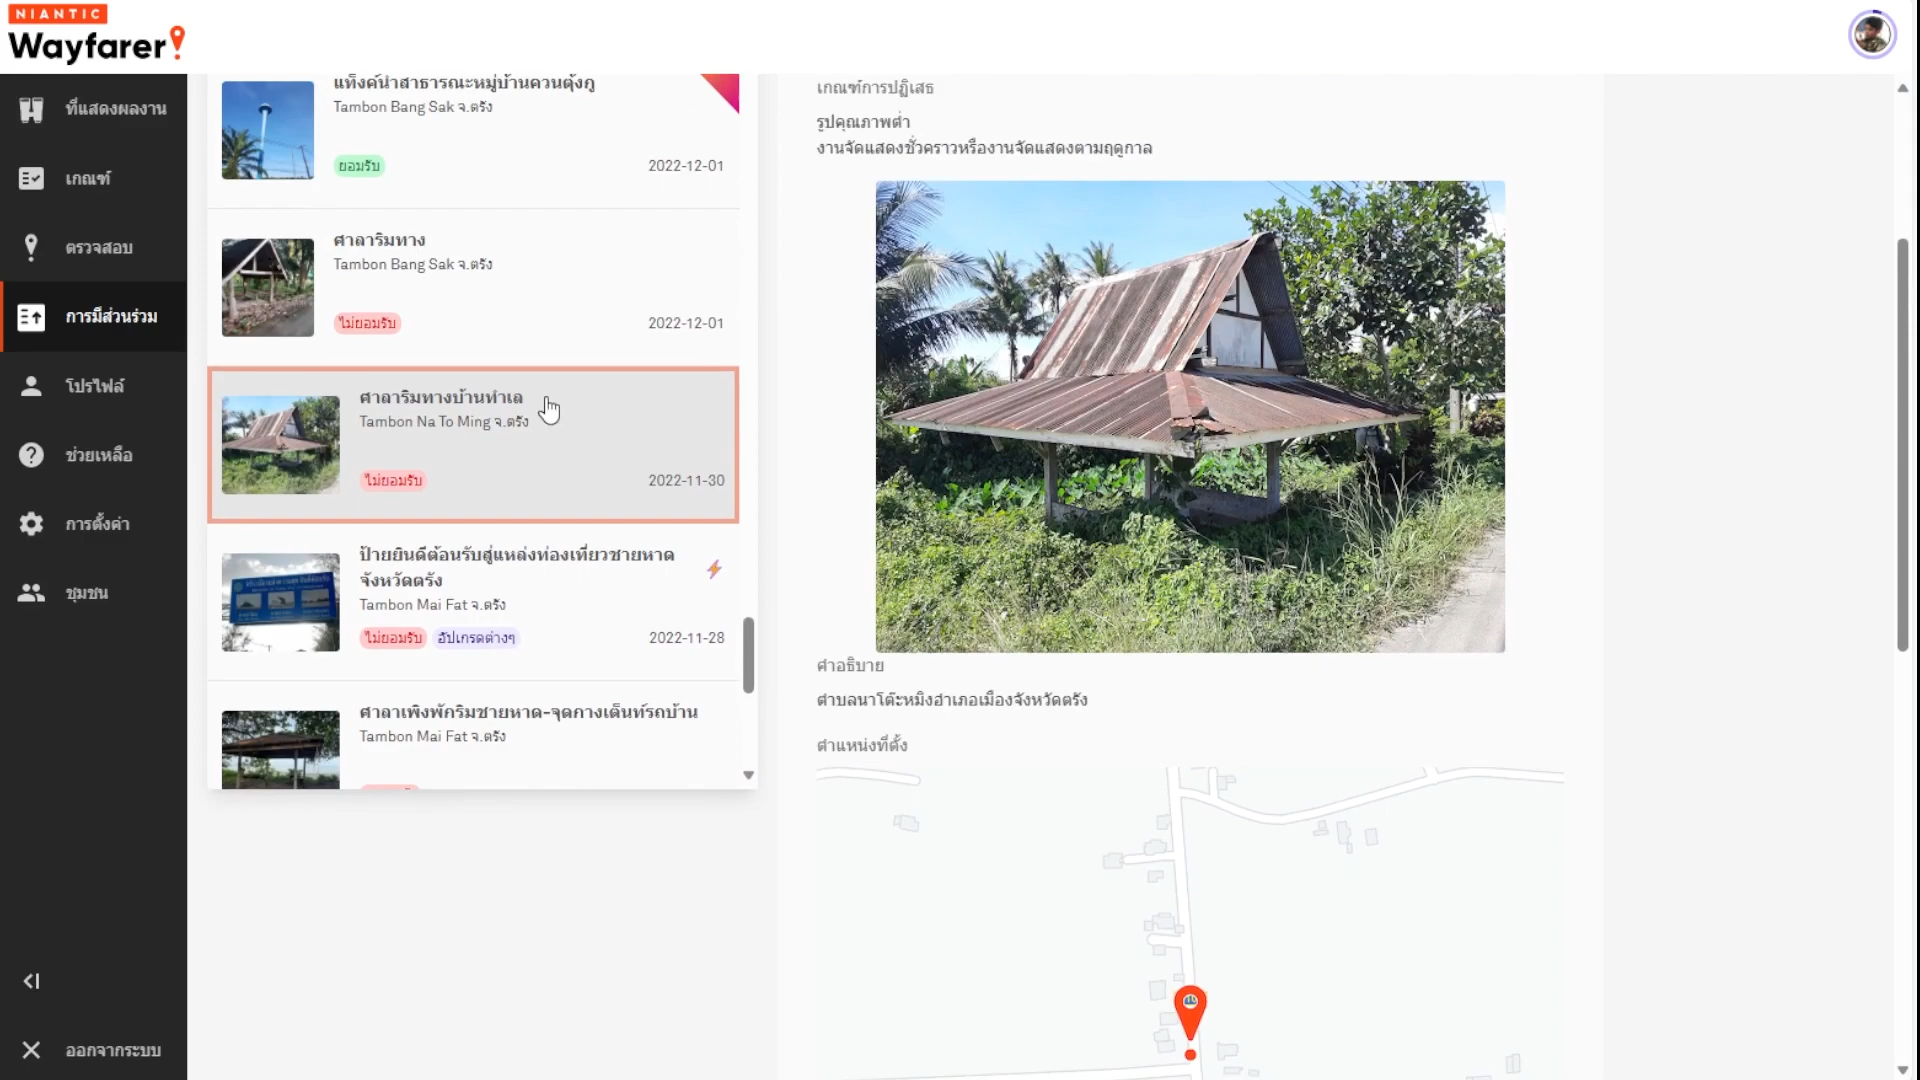 NIANTIC
Wayfarer
ที่แสดงผลงาน
เกณฑ์
ตรวจสอบ
การมีส่วนร่วม
โปรไฟล์
ช่วยเหลือ
การตั้งค่า
ชุมชน
ออกจากระบบ
แท็งค์น้ำสาธารณะหมู่บ้านควนตุ้งกู
Tambon Bang Sak จ.ตรัง
ยอมรับ
2022-12-01
ศาลาริมทาง
Tambon Bang Sak จ.ตรัง
ไม่ยอมรับ
2022-12-01
ศาลาริมทางบ้านทำเล
Tambon Na To Ming จ.ตรัง
ไม่ยอมรับ
2022-11-30
ป้ายยินดีต้อนรับสู่แหล่งท่องเที่ยวชายหาด
จังหวัดตรัง
Tambon Mai Fat จ.ตรัง
ไม่ยอมรับ อัปเกรดต่างๆ
2022-11-28
ศาลาเพิงพักริมชายหาด-จุดกางเต็นท์รถบ้าน
Tambon Mai Fat จ.ตรัง
เกณฑ์การปฏิเสธ
รูปคุณภาพต่ำ
งานจัดแสดงชั่วคราวหรืองานจัดแสดงตามฤดูกาล
คำอธิบาย
ตำบลนาโต๊ะหมิงอำเภอเมืองจังหวัดตรัง
ตำแหน่งที่ตั้ง